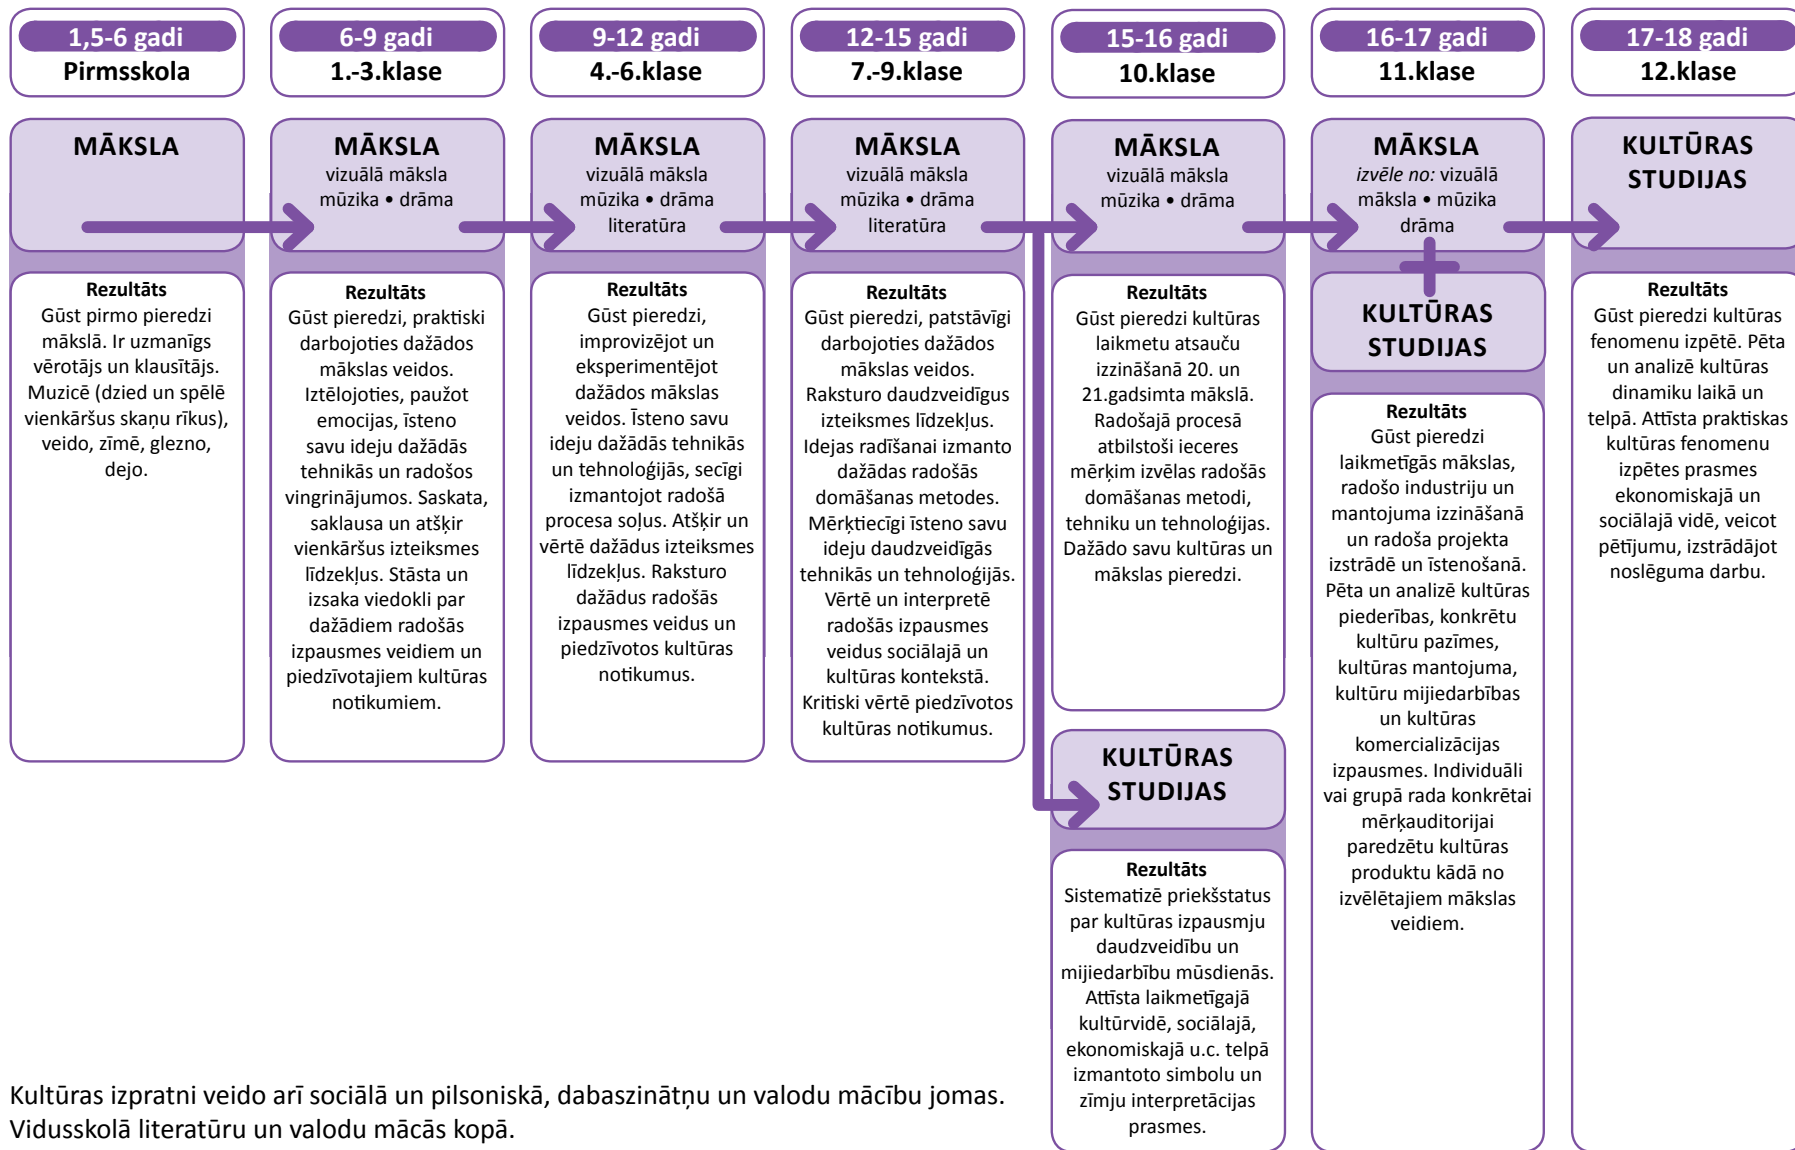 1,5-6 gadi
Pirmsskola
6-9 gadi
1.-3.klase
9-12 gadi
4.-6.klase
12-15 gadi
7.-9.klase
15-16 gadi
10.klase
16-17 gadi
11.klase
17-18 gadi
12.klase
MĀKSLA
Rezultāts
Gūst pirmo pieredzi
mākslā. Ir uzmanīgs
vērotājs un klausītājs.
Muzicē (dzied un spēlē
vienkāršus skaņu rīkus),
veido, zīmē, glezno,
dejo.
MĀKSLA
vizuālā māksla
mūzika • drāma
Rezultāts
Gūst pieredzi, praktiski
darbojoties dažādos
mākslas veidos.
Iztēlojoties, paužot
emocijas, īsteno
savu ideju dažādās
tehnikās un radošos
vingrinājumos. Saskata,
saklausa un atšķir
vienkāršus izteiksmes
līdzekļus. Stāsta un
izsaka viedokli par
dažādiem radošās
izpausmes veidiem un
piedzīvotajiem kultūras
notikumiem.
MĀKSLA
vizuālā māksla
mūzika • drāma
literatūra
Rezultāts
Gūst pieredzi,
improvizējot un
eksperimentējot
dažādos mākslas
veidos. Īsteno savu
ideju dažādās tehnikās
un tehnoloģijās, secīgi
izmantojot radošā
procesa soļus. Atšķir un
vērtē dažādus izteiksmes
līdzekļus. Raksturo
dažādus radošās
izpausmes veidus un
piedzīvotos kultūras
notikumus.
MĀKSLA
vizuālā māksla
mūzika • drāma
literatūra
Rezultāts
Gūst pieredzi, patstāvīgi
darbojoties dažādos
mākslas veidos.
Raksturo daudzveidīgus
izteiksmes līdzekļus.
Idejas radīšanai izmanto
dažādas radošās
domāšanas metodes.
Mērķtiecīgi īsteno savu
ideju daudzveidīgās
tehnikās un tehnoloģijās.
Vērtē un interpretē
radošās izpausmes
veidus sociālajā un
kultūras kontekstā.
Kritiski vērtē piedzīvotos
kultūras notikumus.
MĀKSLA
vizuālā māksla
mūzika • drāma
Rezultāts
Gūst pieredzi kultūras
laikmetu atsauču
izzināšanā 20. un
21.gadsimta mākslā.
Radošajā procesā
atbilstoši ieceres
mērķim izvēlas radošās
domāšanas metodi,
tehniku un tehnoloģijas.
Dažādo savu kultūras un
mākslas pieredzi.
KULTŪRAS
STUDIJAS
Rezultāts
Sistematizē priekšstatus
par kultūras izpausmju
daudzveidību un
mijiedarbību mūsdienās.
Attīsta laikmetīgajā
kultūrvidē, sociālajā,
ekonomiskajā u.c. telpā
izmantoto simbolu un
zīmju interpretācijas
prasmes.
MĀKSLA
izvēle no: vizuālā
māksla • mūzika
drāma
KULTŪRAS
STUDIJAS
Rezultāts
Gūst pieredzi
laikmetīgās mākslas,
radošo industriju un
mantojuma izzināšanā
un radoša projekta
izstrādē un īstenošanā.
Pēta un analizē kultūras
piederības, konkrētu
kultūru pazīmes,
kultūras mantojuma,
kultūru mijiedarbības
un kultūras
komercializācijas
izpausmes. Individuāli
vai grupā rada konkrētai
mērķauditorijai
paredzētu kultūras
produktu kādā no
izvēlētajiem mākslas
veidiem.
KULTŪRAS
STUDIJAS
Rezultāts
Gūst pieredzi kultūras
fenomenu izpētē. Pēta
un analizē kultūras
dinamiku laikā un
telpā. Attīsta praktiskas
kultūras fenomenu
izpētes prasmes
ekonomiskajā un
sociālajā vidē, veicot
pētījumu, izstrādājot
noslēguma darbu.
Kultūras izpratni veido arī sociālā un pilsoniskā, dabaszinātņu un valodu mācību jomas.
Vidusskolā literatūru un valodu mācās kopā.